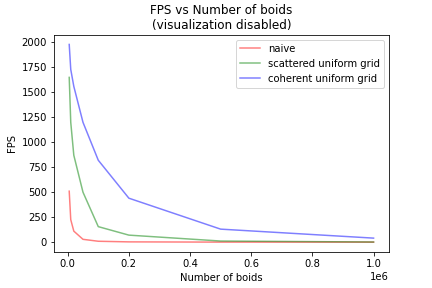 FPS vs Number of boids
(visualization disabled)
naive
scattered uniform grid
coherent uniform grid
FPS
2000
1750
1500
1250
1000
750
500
250
0
0.0 0.2 0.4 0.6 0.8 1.0
1e6
Number of boids